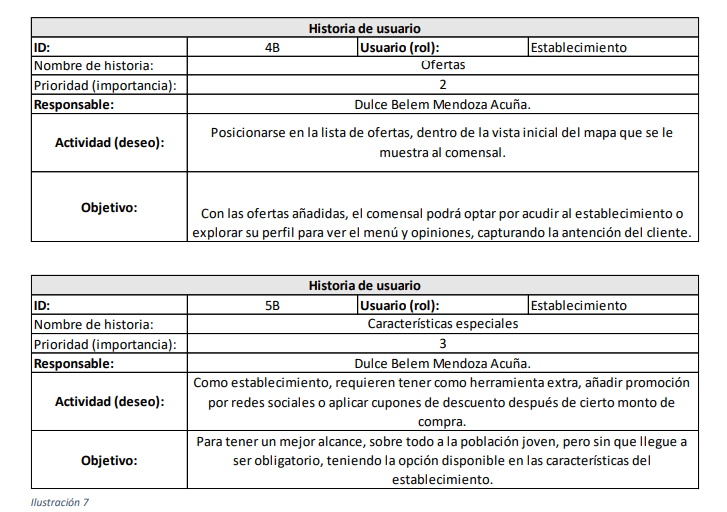 Historia de usuario
ID: 4B Usuario (rol): Establecimiento
Nombre de historia: Ofertas
Prioridad (importancia): 2
Responsable: Dulce Belem Mendoza Acuña.
Actividad (deseo): Posicionarse en la lista de ofertas, dentro de la vista inicial del mapa que se le
muestra al comensal.
Objetivo: Con las ofertas añadidas, el comensal podrá optar por acudir al establecimiento o
explorar su perfil para ver el menú y opiniones, capturando la antención del cliente.
Historia de usuario
ID: 5B Usuario (rol): Establecimiento
Nombre de historia: Características especiales
Prioridad (importancia): 3
Responsable: Dulce Belem Mendoza Acuña.
Actividad (deseo): Como establecimiento, requieren tener como herramienta extra, añadir promoción
por redes sociales o aplicar cupones de descuento después de cierto monto de
compra.
Objetivo: Para tener un mejor alcance, sobre todo a la población joven, pero sin que llegue a
ser obligatorio, teniendo la opción disponible en las características del
establecimiento.
Ilustración 7